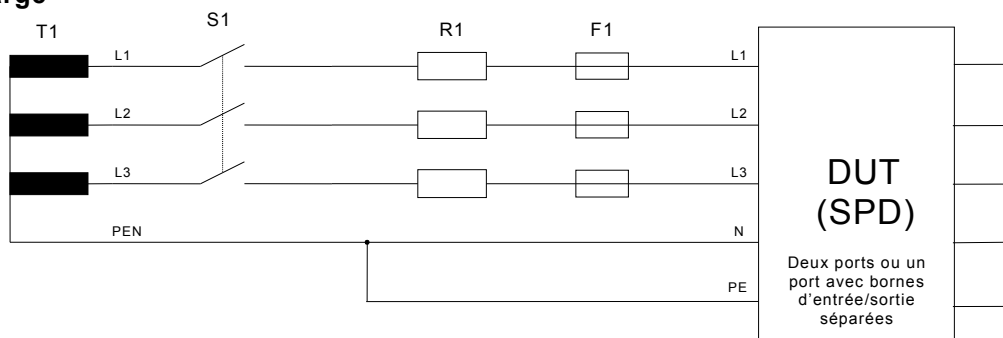 T1
S1
R1
F1
L1
L1
L2
L2
L3
L3
PEN
N
PE
DUT
(SPD)
Deux ports ou un
port avec bornes
d'entrée/sortie
séparées